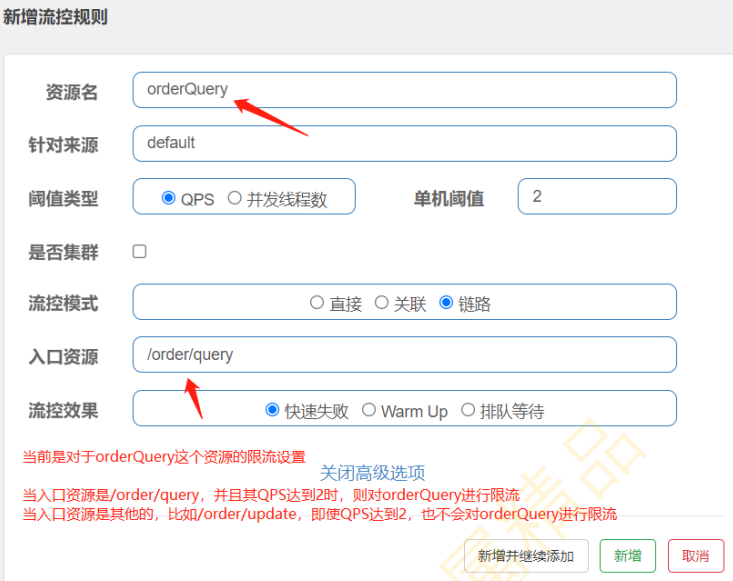 新增流控规则
资源名 orderQuery
针对来源 default
阈值类型 QPS 并发线程数 单机阈值 2
是否集群
流控模式 直接 关联 链路
入口资源 /order/query
流控效果 快速失败 Warm Up 排队等待
当前是对于orderQuery这个资源的限流设置
关闭高级选项
当入口资源是/order/query，并且其QPS达到2时，则对orderQuery进行限流
当入口资源是其他的，比如/order/update，即使QPS达到2，也不会对orderQuery进行限流
新增并继续添加 新增 取消
属精品